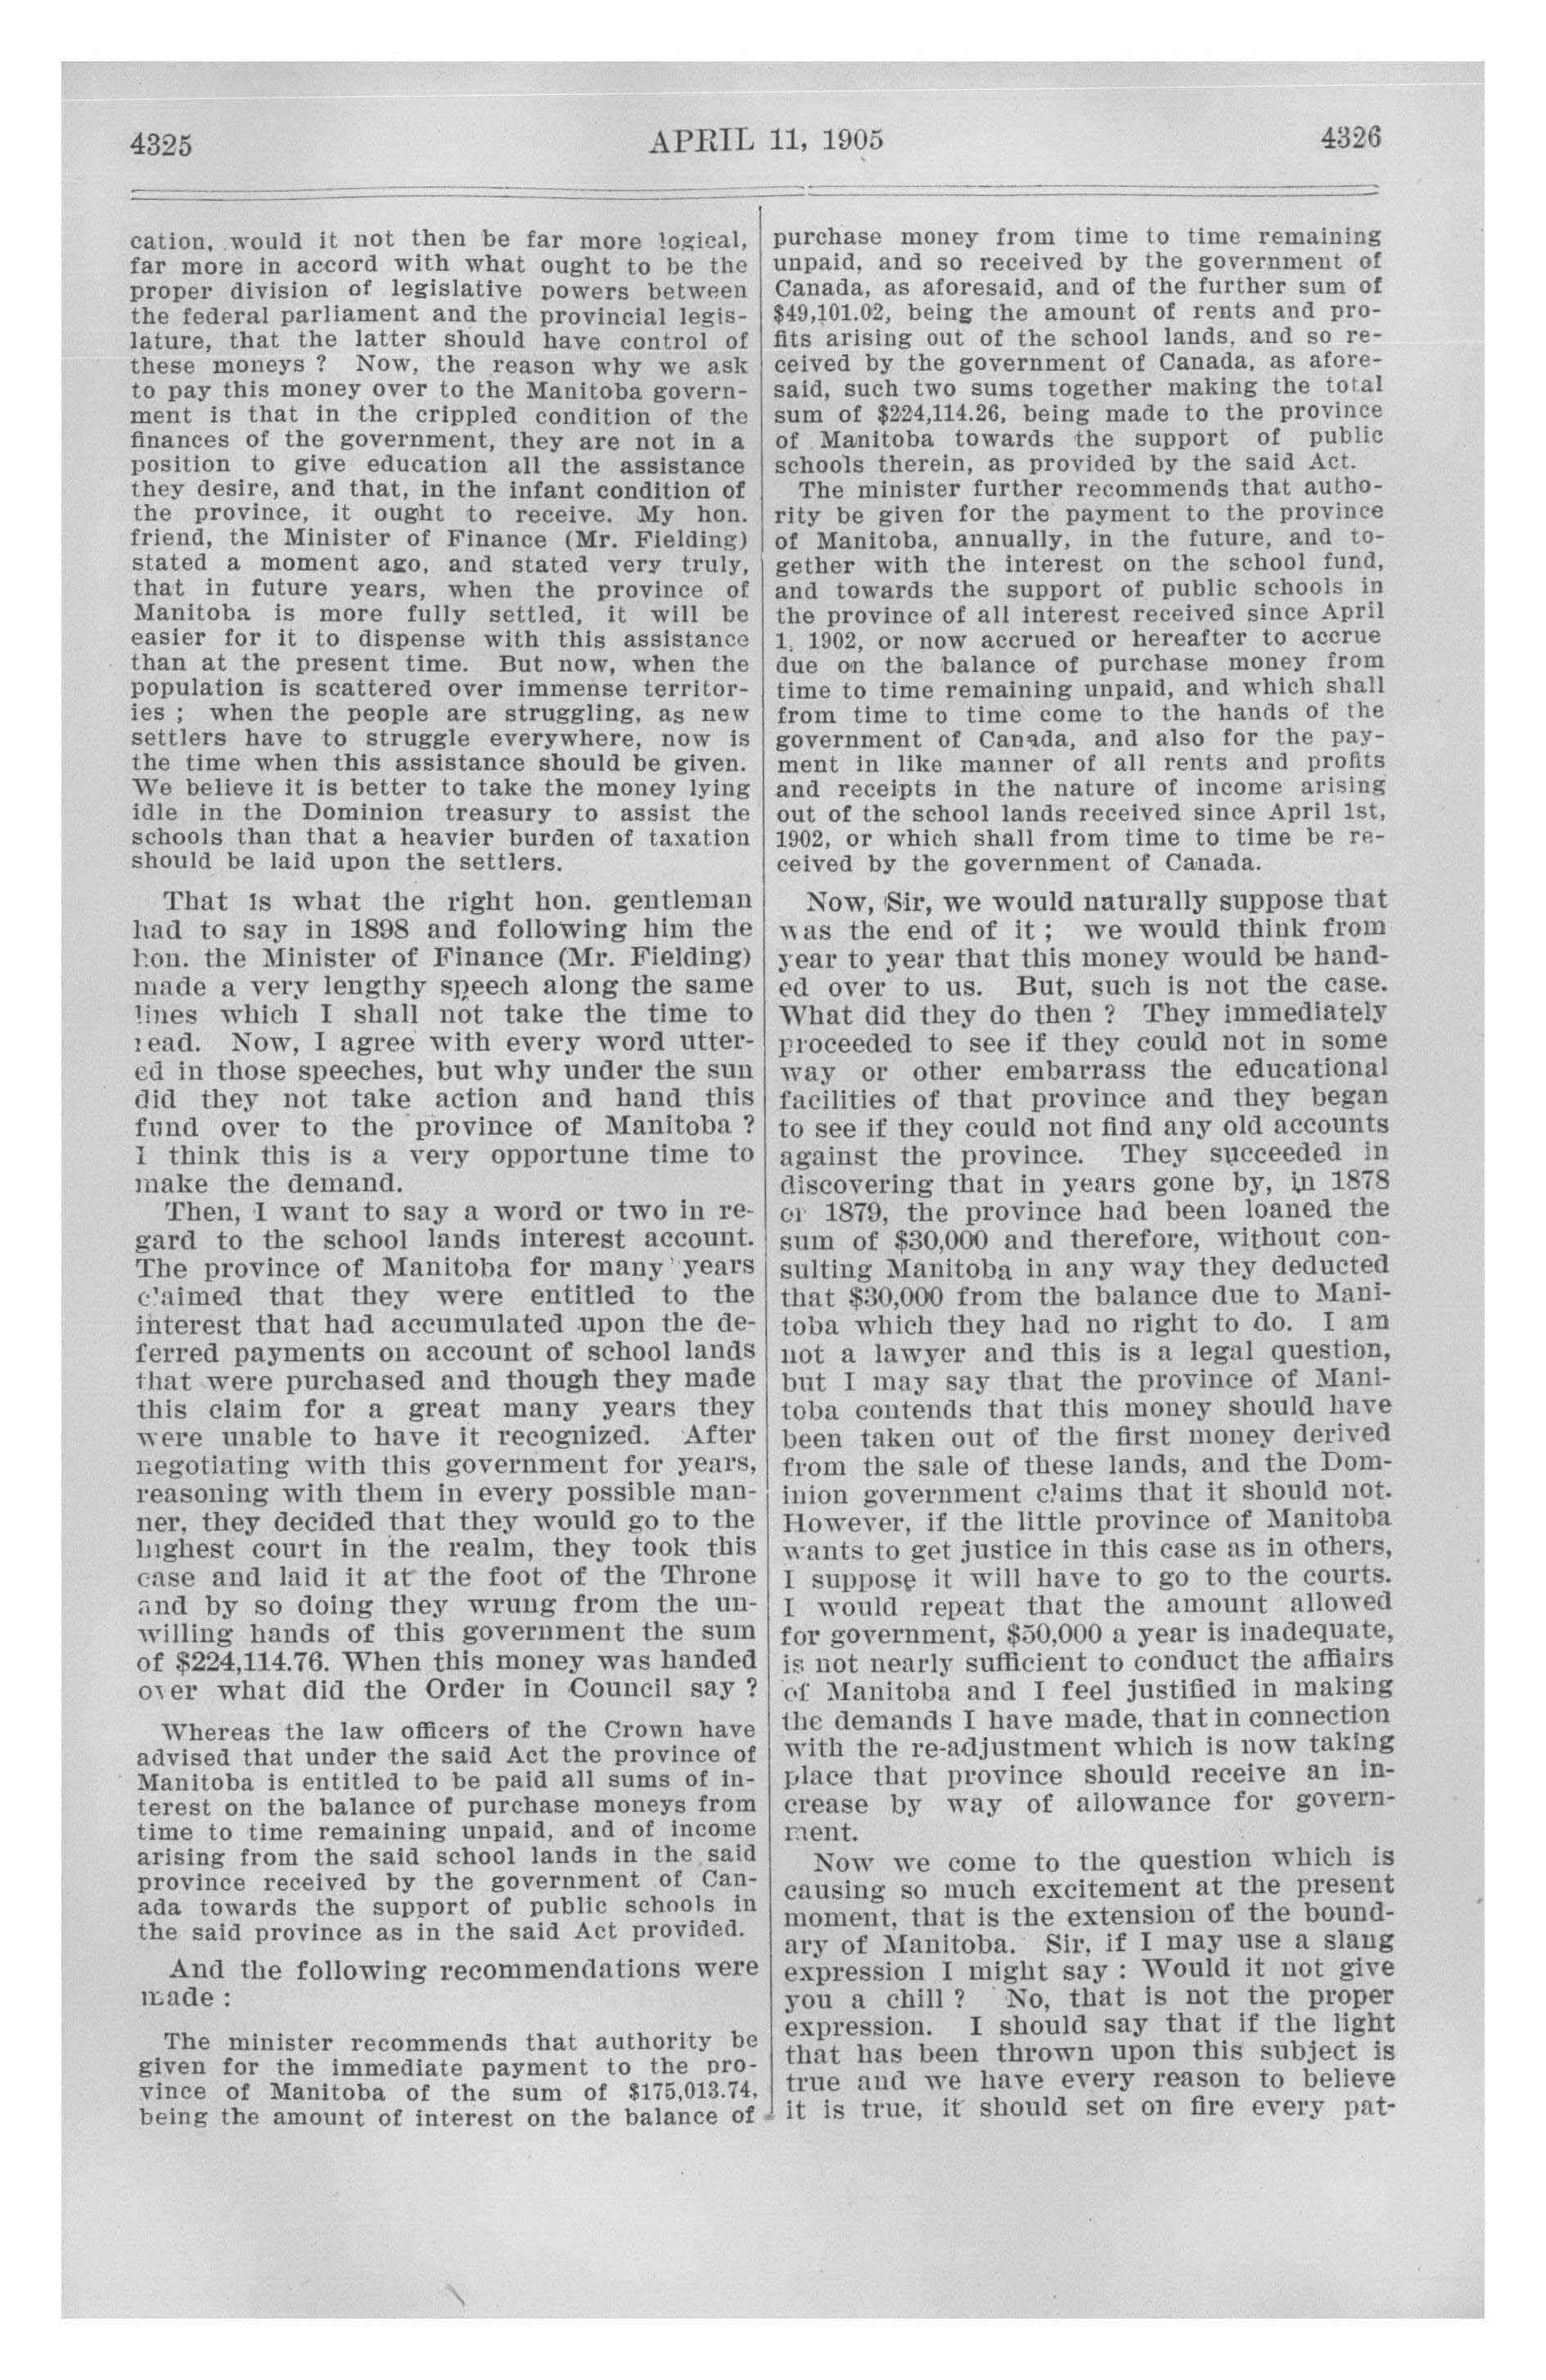 4325
APRIL 11, 1905
4326
cation, would it not then be far more logical,
far more in accord with what ought to be the
proper division of legislative powers between
the federal parliament and the provincial legis-
lature, that the latter should have control of
these moneys ? Now, the reason why we ask
to pay this money over to the Manitoba govern-
ment is that in the crippled condition of the
finances of the government, they are not in a
position to give education all the assistance
they desire, and that, in the infant condition of
the province, it ought to receive. My hon.
friend, the Minister of Finance (Mr. Fielding)
stated a moment ago, and stated very truly,
that in future years, when the province of
Manitoba is more fully settled, it will be
easier for it to dispense with this assistance
than at the present time. But now, when the
population is scattered over immense territor-
ies ; when the people are struggling, as new
settlers have to struggle everywhere, now is
the time when this assistance should be given.
We believe it is better to take the money lying
idle in the Dominion treasury to assist the
schools than that a heavier burden of taxation
should be laid upon the settlers.
That is what the right hon. gentleman
had to say in 1898 and following him the
hon. the Minister of Finance (Mr. Fielding)
made a very lengthy speech along the same
lines which I shall not take the time to
read. Now, I agree with every word utter-
ed in those speeches, but why under the sun
did they not take action and hand this
fund over to the province of Manitoba ?
I think this is a very opportune time to
make the demand.
Then, I want to say a word or two in re-
gard to the school lands interest account.
The province of Manitoba for many years
claimed that they were entitled to the
interest that had accumulated upon the de-
ferred payments on account of school lands
that were purchased and though they made
this claim for a great many years they
were unable to have it recognized. After
negotiating with this government for years,
reasoning with them in every possible man-
ner, they decided that they would go to the
highest court in the realm, they took this
case and laid it at the foot of the Throne
and by so doing they wrung from the un-
willing hands of this government the sum
of $224,114.76. When this money was handed
over what did the Order in Council say ?
Whereas the law officers of the Crown have
advised that under the said Act the province of
Manitoba is entitled to be paid all sums of in-
terest on the balance of purchase moneys from
time to time remaining unpaid, and of income
arising from the said school lands in the said
province received by the government of Can-
ada towards the support of public schools in
the said province as in the said Act provided.
And the following recommendations were
made :
The minister recommends that authority be
given for the immediate payment to the pro-
vince of Manitoba of the sum of $175,013.74,
being the amount of interest on the balance of
purchase money from time to time remaining
unpaid, and so received by the government of
Canada, as aforesaid, and of the further sum of
$49,101.02, being the amount of rents and pro-
fits arising out of the school lands, and so re-
ceived by the government of Canada, as afore-
said, such two sums together making the total
sum of $224,114.26, being made to the province
of Manitoba towards the support of public
schools therein, as provided by the said Act.
The minister further recommends that autho-
rity be given for the payment to the province
of Manitoba, annually, in the future, and to-
gether with the interest on the school fund,
and towards the support of public schools in
the province of all interest received since April
1, 1902, or now accrued or hereafter to accrue
due on the balance of purchase money from
time to time remaining unpaid, and which shall
from time to time come to the hands of the
government of Canada, and also for the pay-
ment in like manner of all rents and profits
and receipts in the nature of income arising
out of the school lands received since April 1st,
1902, or which shall from time to time be re-
ceived by the government of Canada.
Now, Sir, we would naturally suppose that
was the end of it ; we would think from
year to year that this money would be hand-
ed over to us. But, such is not the case.
What did they do then ? They immediately
proceeded to see if they could not in some
way or other embarrass the educational
facilities of that province and they began
to see if they could not find any old accounts
against the province. They succeeded in
discovering that in years gone by, in 1878
or 1879, the province had been loaned the
sum of $30,000 and therefore, without con-
sulting Manitoba in any way they deducted
that $30,000 from the balance due to Mani-
toba which they had no right to do. I am
not a lawyer and this is a legal question,
but I may say that the province of Mani-
toba contends that this money should have
been taken out of the first money derived
from the sale of these lands, and the Dom-
inion government claims that it should not.
However, if the little province of Manitoba
wants to get justice in this case as in others,
I suppose it will have to go to the courts.
I would repeat that the amount allowed
for government, $50,000 a year is inadequate,
is not nearly sufficient to conduct the affiairs
of Manitoba and I feel justified in making
the demands I have made, that in connection
with the re-adjustment which is now taking
place that province should receive an in-
crease by way of allowance for govern-
ment.
Now we come to the question which is
causing so much excitement at the present
moment, that is the extension of the bound-
ary of Manitoba. Sir, if I may use a slang
expression I might say : Would it not give
you a chill ? No, that is not the proper
expression. I should say that if the light
that has been thrown upon this subject is
true and we have every reason to believe
it is true, it should set on fire every pat-